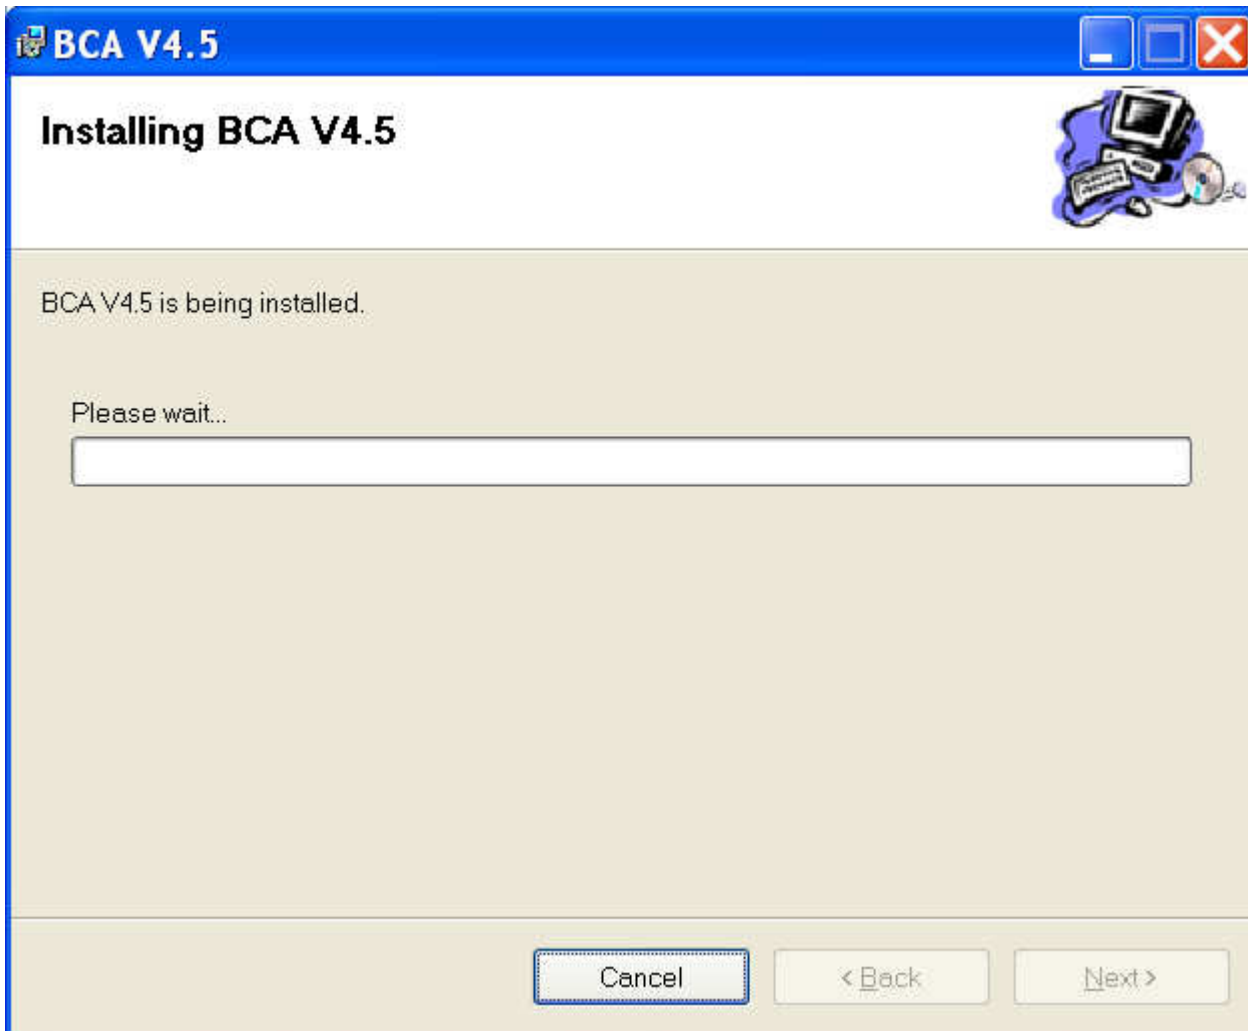 BCA V4.5
Installing BCA V4.5
BCA V4.5 is being installed.
Please wait...
Cancel
< Back
Next >